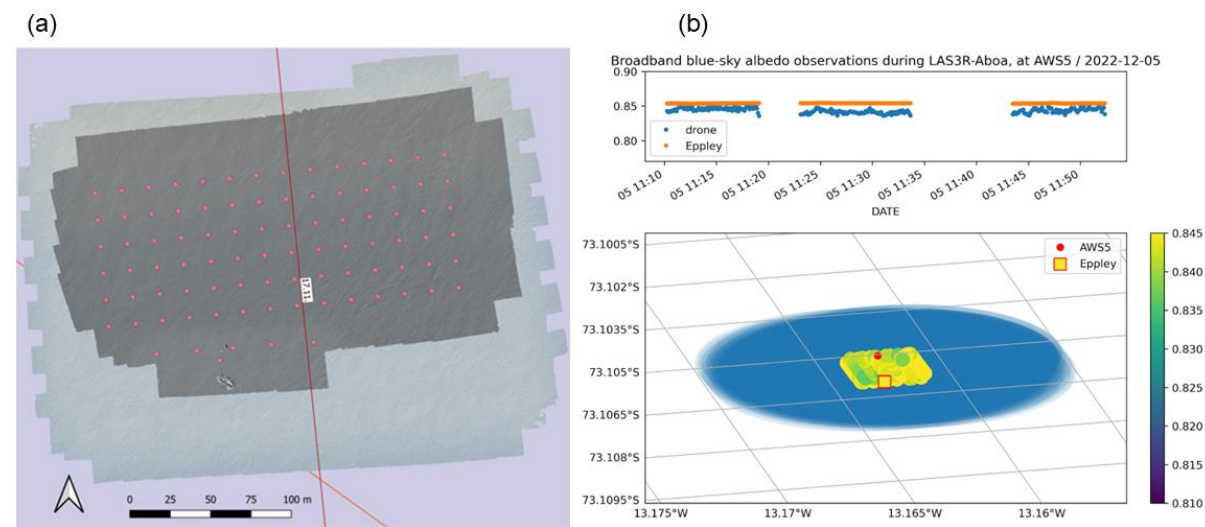 (a)
(b)
17.11
0 25 50 75 100 m
Broadband blue-sky albedo observations during LAS3R-Aboa, at AWS5 / 2022-12-05
0.90
0.85
0.80
drone
Eppley
05 11:10
05 11:15
05 11:20
05 11:25
05 11:30
05 11:35
05 11:40
05 11:45
05 11:50
DATE
73.1005°S
73.102°S
73.1035°S
73.105°S
73.1065°S
73.108°S
73.1095°S
AWS5
Eppley
13.175°W
13.17°W
13.165°W
13.16°W
0.845
0.840
0.835
0.830
0.825
0.820
0.815
0.810